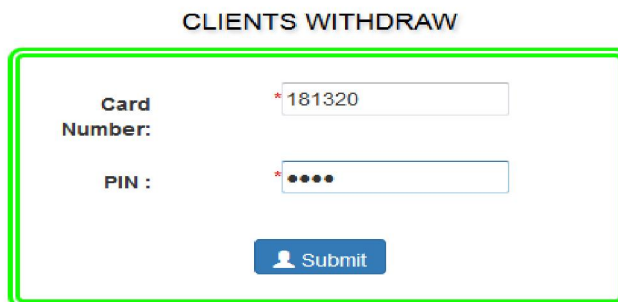 CLIENTS WITHDRAW
Card Number:
*181320
PIN :
*●●●●
Submit